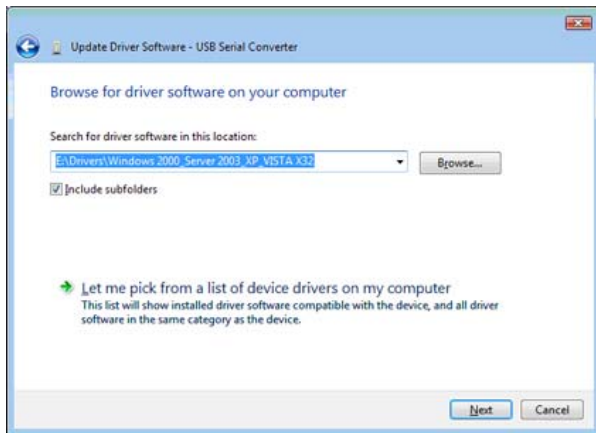 Update Driver Software - USB Serial Converter
Browse for driver software on your computer
Search for driver software in this location:
E:\Drivers\Windows 2000_Server 2003_XP_VISTA X32
Browse...
Include subfolders
Let me pick from a list of device drivers on my computer
This list will show installed driver software compatible with the device, and all driver
software in the same category as the device.
Next
Cancel